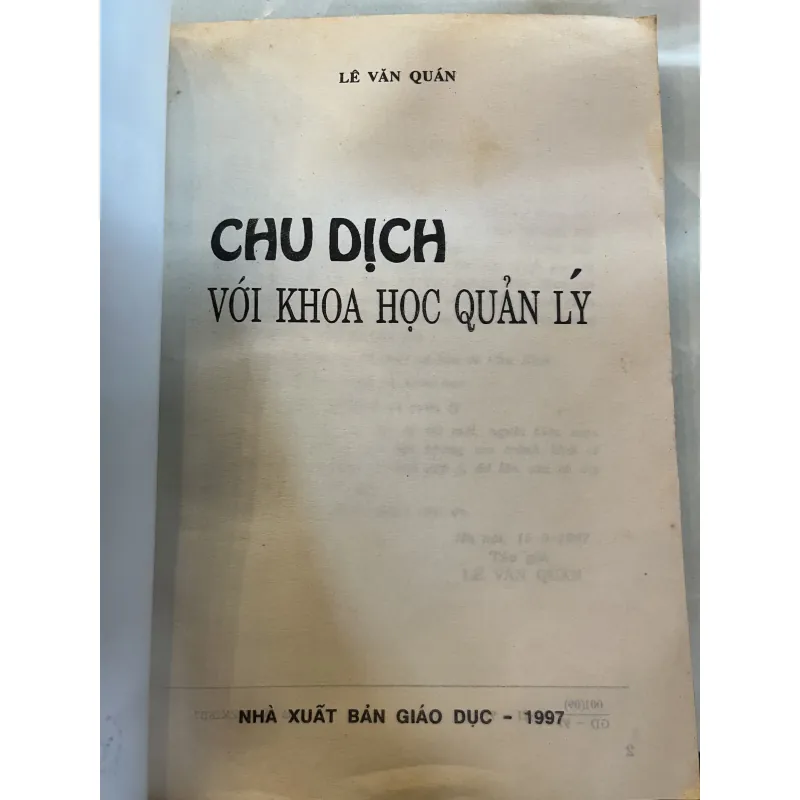 LÊ VĂN QUÁN
CHU DỊCH
VỚI KHOA HỌC QUẢN LÝ
NHÀ XUẤT BẢN GIÁO DỤC - 1997